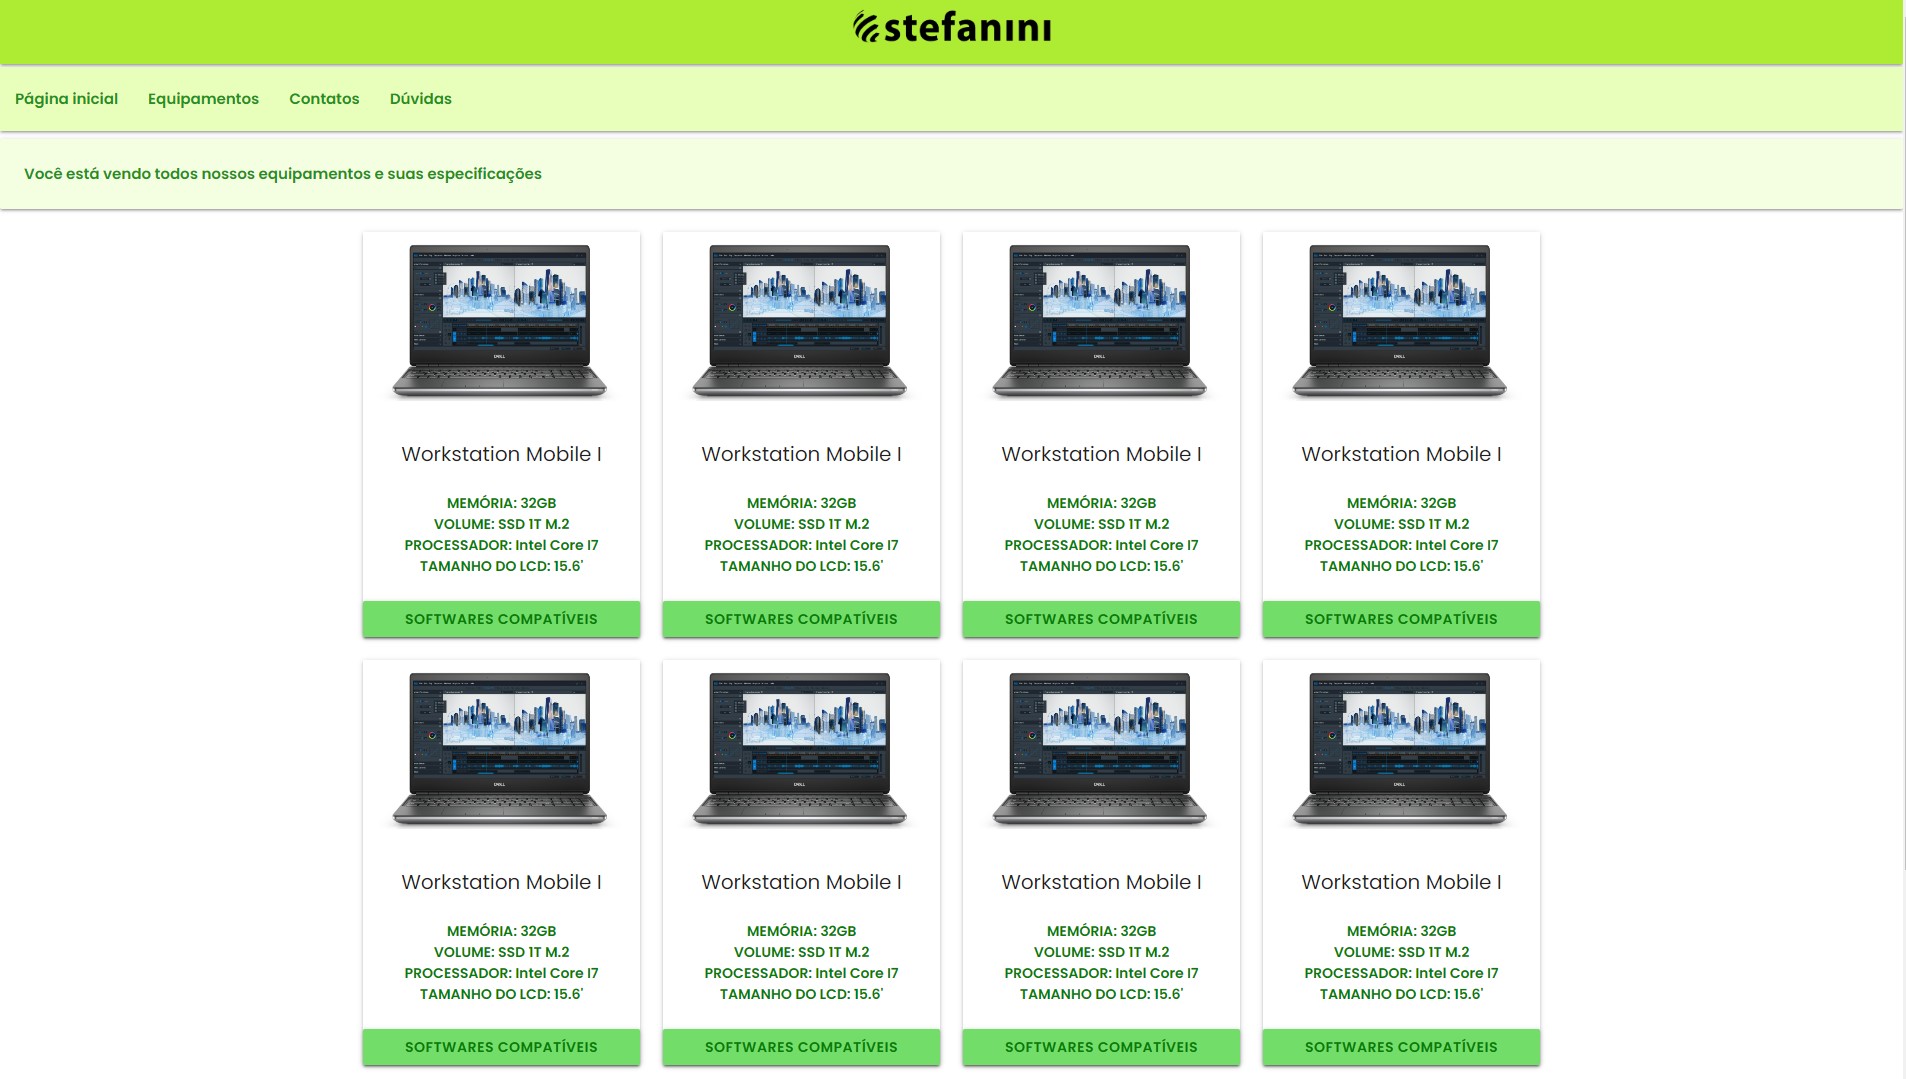 stefanini
Página inicial Equipamentos Contatos Dúvidas
Você está vendo todos nossos equipamentos e suas especificações
DELL DELL DELL DELL
Workstation Mobile I Workstation Mobile I Workstation Mobile I Workstation Mobile I
MEMÓRIA: 32GB MEMÓRIA: 32GB MEMÓRIA: 32GB MEMÓRIA: 32GB
VOLUME: SSD 1T M.2 VOLUME: SSD 1T M.2 VOLUME: SSD 1T M.2 VOLUME: SSD 1T M.2
PROCESSADOR: Intel Core I7 PROCESSADOR: Intel Core I7 PROCESSADOR: Intel Core I7 PROCESSADOR: Intel Core I7
TAMANHO DO LCD: 15.6' TAMANHO DO LCD: 15.6' TAMANHO DO LCD: 15.6' TAMANHO DO LCD: 15.6'
SOFTWARES COMPATÍVEIS SOFTWARES COMPATÍVEIS SOFTWARES COMPATÍVEIS SOFTWARES COMPATÍVEIS
DELL DELL DELL DELL
Workstation Mobile I Workstation Mobile I Workstation Mobile I Workstation Mobile I
MEMÓRIA: 32GB MEMÓRIA: 32GB MEMÓRIA: 32GB MEMÓRIA: 32GB
VOLUME: SSD 1T M.2 VOLUME: SSD 1T M.2 VOLUME: SSD 1T M.2 VOLUME: SSD 1T M.2
PROCESSADOR: Intel Core I7 PROCESSADOR: Intel Core I7 PROCESSADOR: Intel Core I7 PROCESSADOR: Intel Core I7
TAMANHO DO LCD: 15.6' TAMANHO DO LCD: 15.6' TAMANHO DO LCD: 15.6' TAMANHO DO LCD: 15.6'
SOFTWARES COMPATÍVEIS SOFTWARES COMPATÍVEIS SOFTWARES COMPATÍVEIS SOFTWARES COMPATÍVEIS